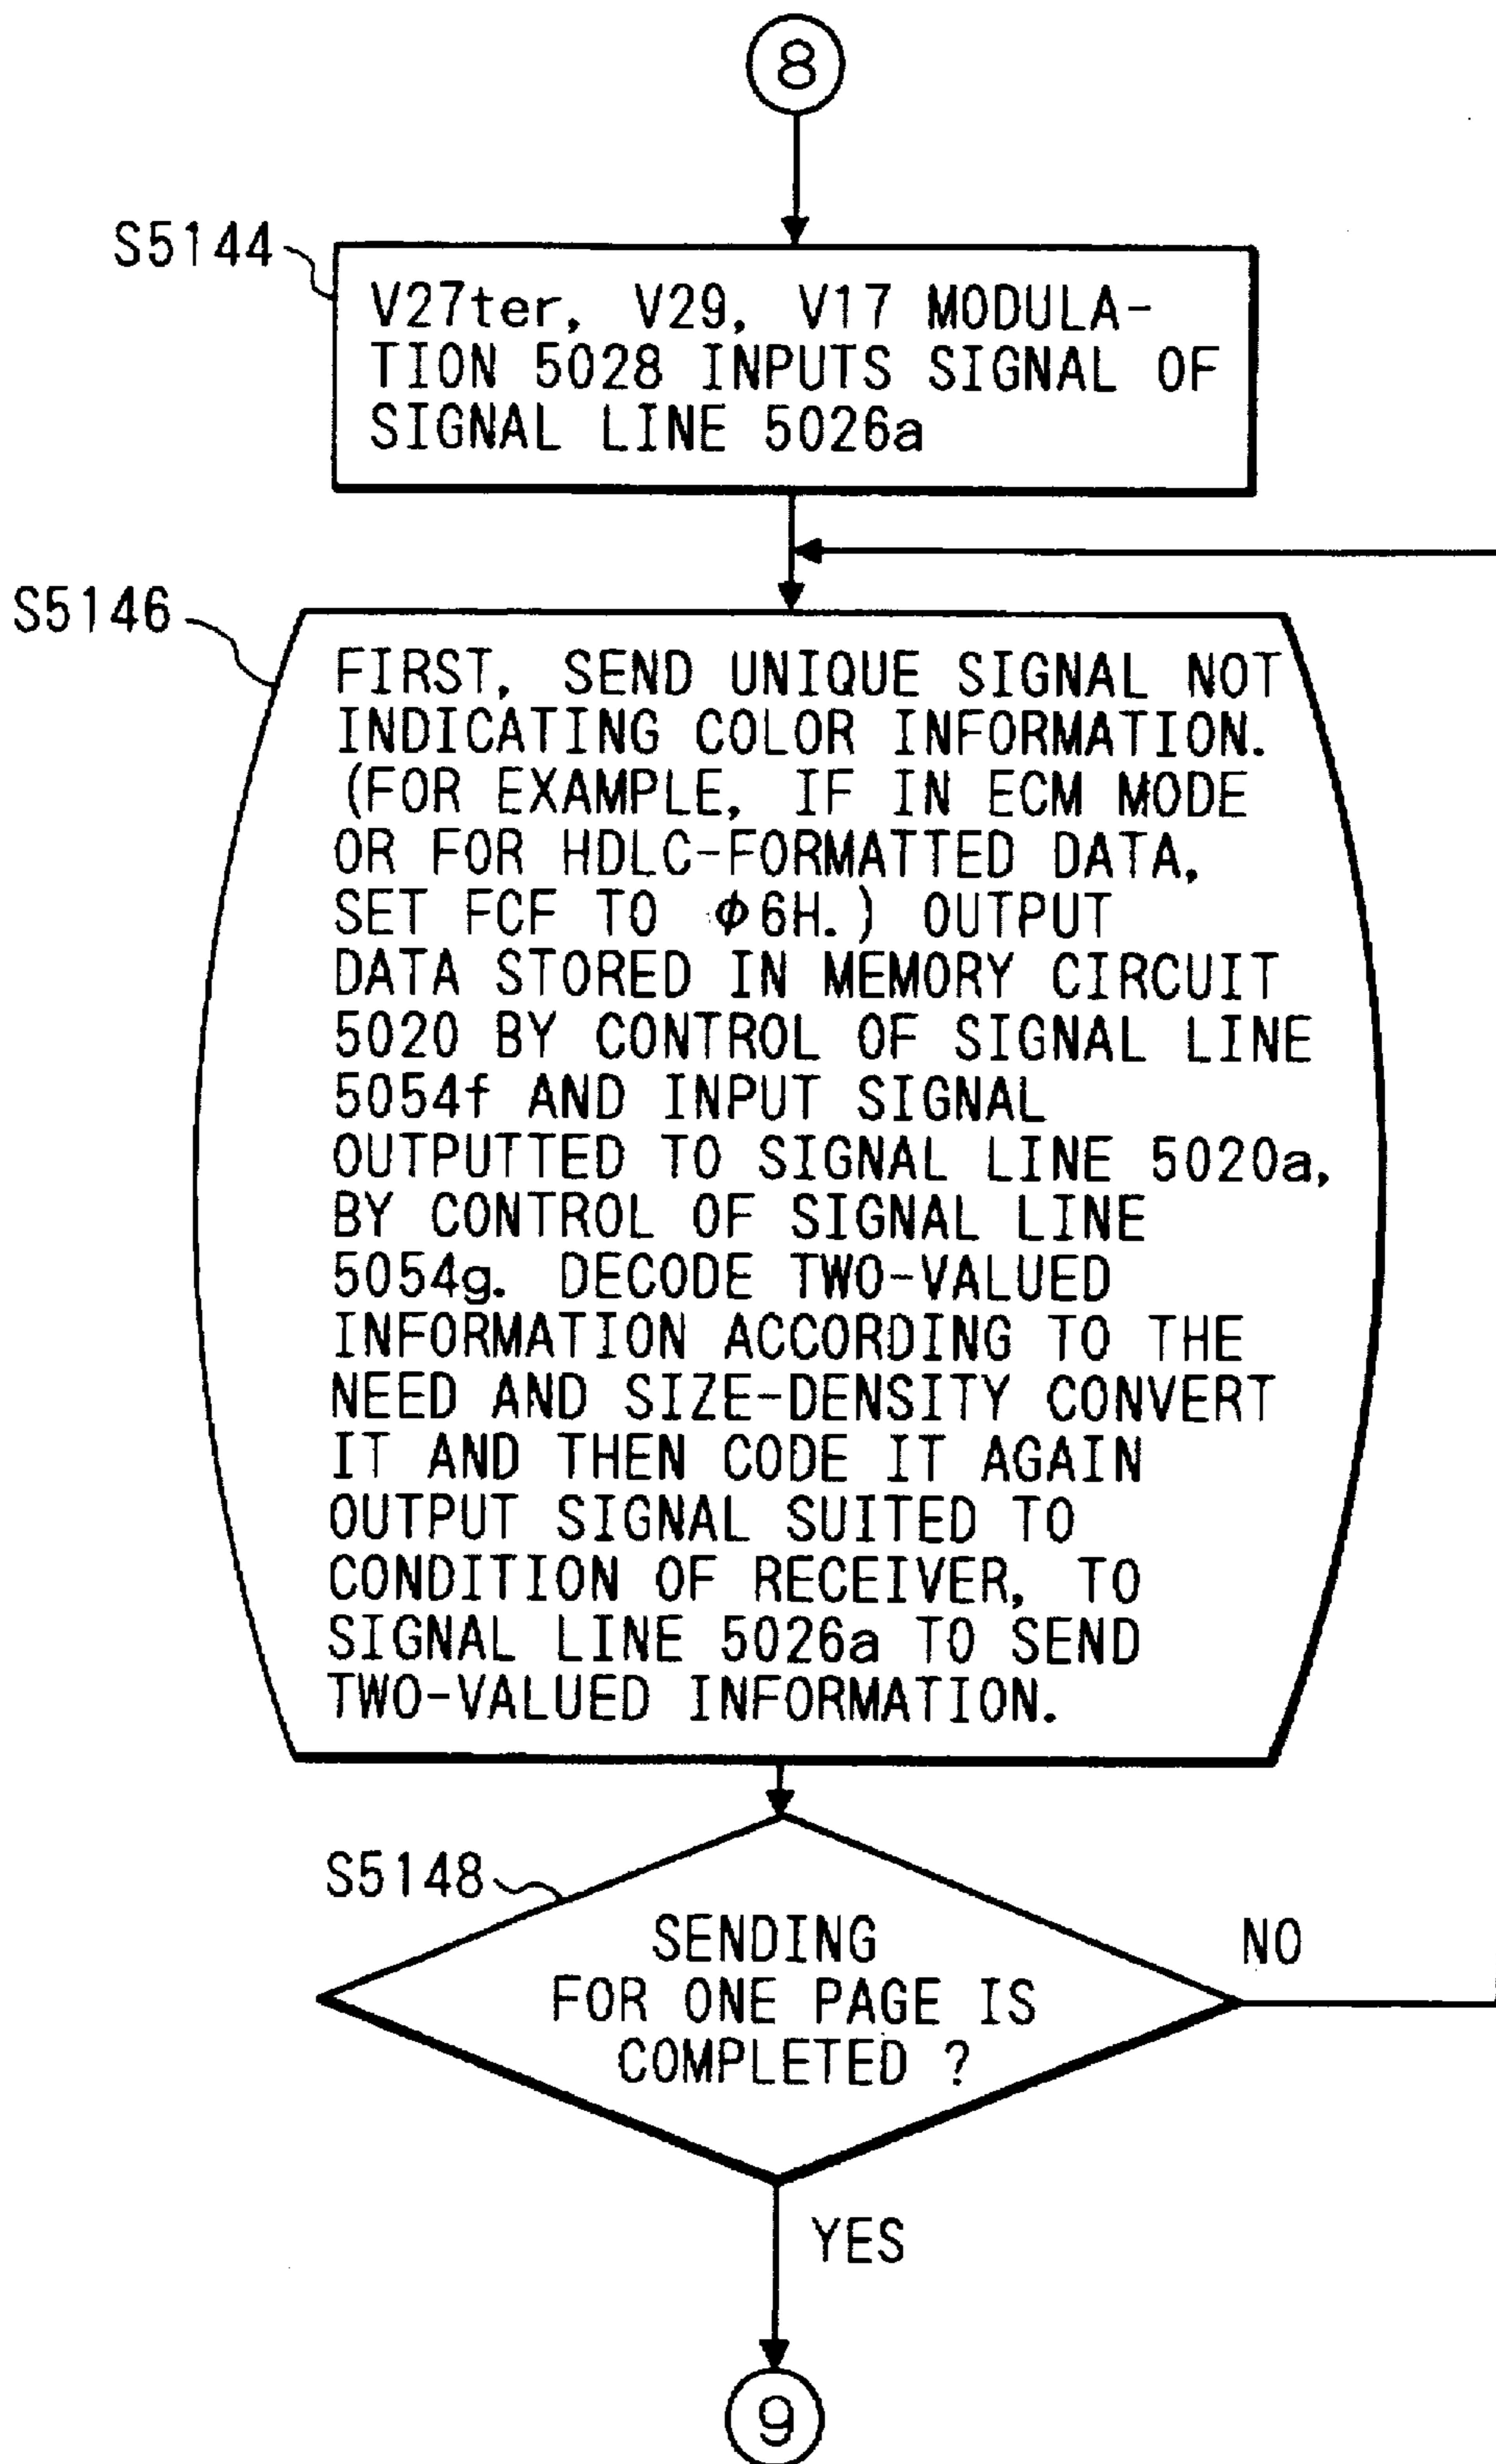 8
S5144
V27ter, V29, V17 MODULA-
TION 5028 INPUTS SIGNAL OF
SIGNAL LINE 5026a
S5146
FIRST, SEND UNIQUE SIGNAL NOT
INDICATING COLOR INFORMATION.
(FOR EXAMPLE, IF IN ECM MODE
OR FOR HDLC-FORMATTED DATA,
SET FCF TO φ6H.) OUTPUT
DATA STORED IN MEMORY CIRCUIT
5020 BY CONTROL OF SIGNAL LINE
5054f AND INPUT SIGNAL
OUTPUTTED TO SIGNAL LINE 5020a,
BY CONTROL OF SIGNAL LINE
5054g. DECODE TWO-VALUED
INFORMATION ACCORDING TO THE
NEED AND SIZE-DENSITY CONVERT
IT AND THEN CODE IT AGAIN
OUTPUT SIGNAL SUITED TO
CONDITION OF RECEIVER, TO
SIGNAL LINE 5026a TO SEND
TWO-VALUED INFORMATION.
S5148
SENDING
FOR ONE PAGE IS
COMPLETED ?
NO
YES
9